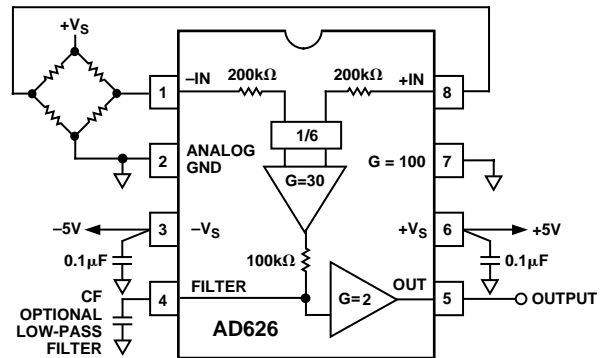 +VS
200kΩ 200kΩ
1 –IN +IN 8
1/6
2 ANALOG GND G = 100 7
G=30
–5V 3 –VS +VS 6 +5V
0.1µF 100kΩ 0.1µF
CF
OPTIONAL
LOW-PASS
FILTER
4 FILTER OUT 5 OUTPUT
G=2
AD626